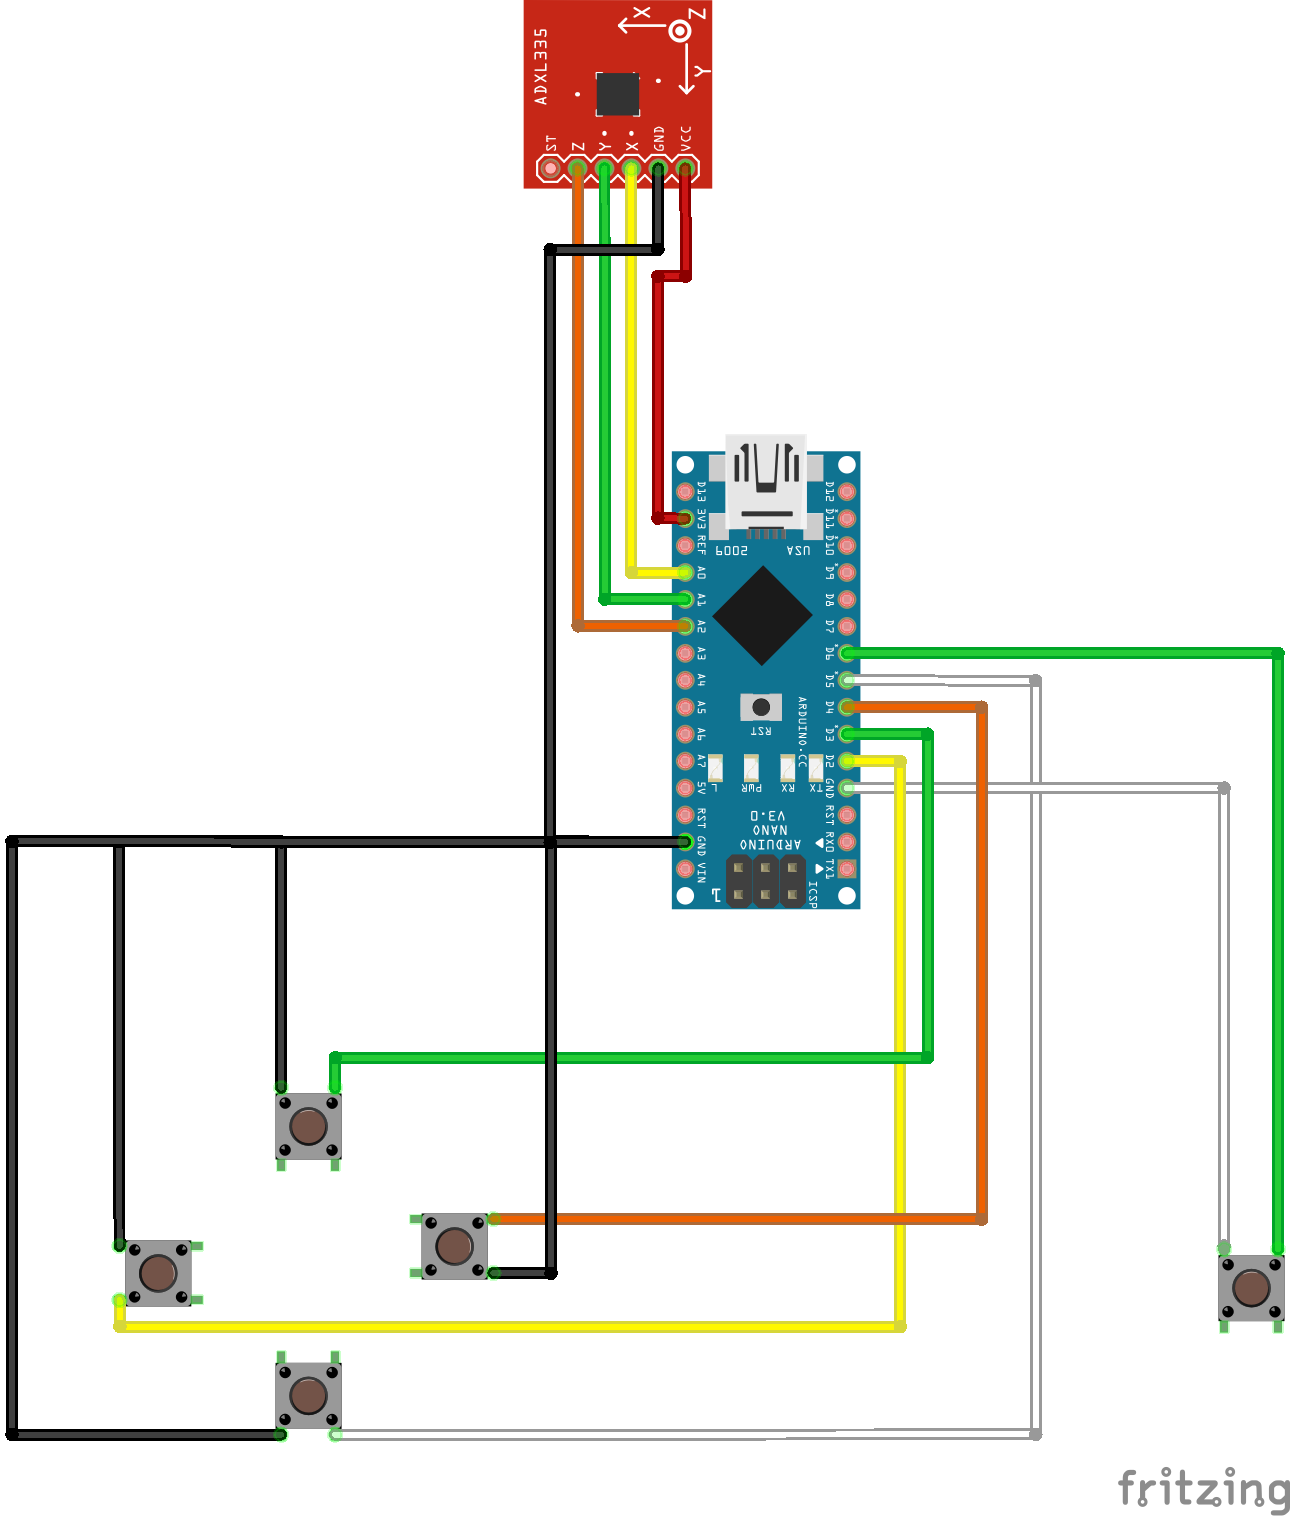 ADXL335
X
Z
Y
ST
Z
Y
X
GND
VCC
D13
3V3
REF
A0
A1
A2
A3
A4
A5
A6
A7
5V
RST
GND
VIN
D12
D11
D10
D9
D8
D7
D6
D5
D4
D3
D2
GND
RST
RX0
TX1
2009
USA
RST
ARDUINO.CC
L
PWR
RX
TX
ARDUINO
NANO
V3.0
1
ICSP
fritzing